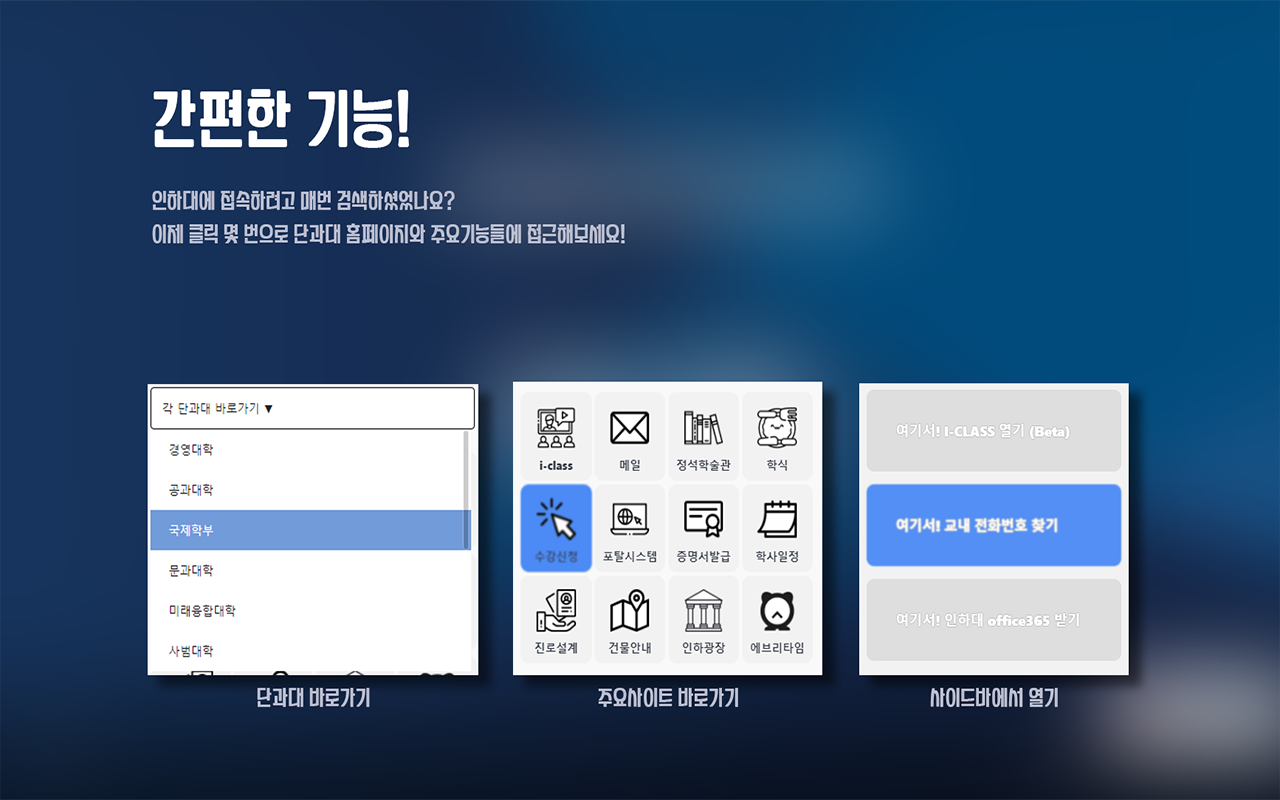 간편한 기능!
인하대에 접속하려고 매번 검색하셨었나요?
이제 클릭 몇 번으로 단과대 홈페이지와 주요기능들에 접근해보세요!
각 단과대 바로가기 ▼
경영대학
공과대학
국제학부
문과대학
미래융합대학
사범대학
단과대 바로가기
i-class
메일
정석학술관
학식
수강신청
포탈시스템
증명서발급
학사일정
진로설계
건물안내
인하광장
에브리타임
주요사이트 바로가기
여기서! I-CLASS 열기 (Beta)
여기서! 교내 전화번호 찾기
여기서! 인하대 office365 받기
사이드바에서 열기